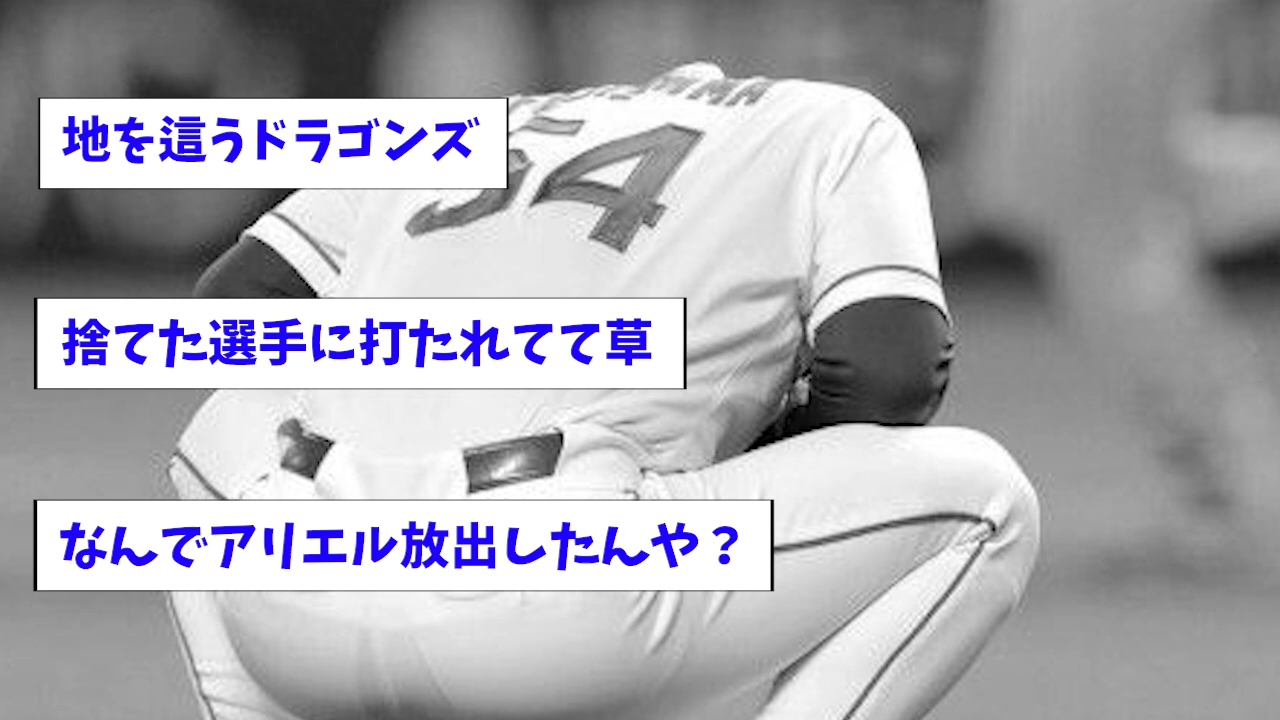 54
地を這うドラゴンズ
捨てた選手に打たれてて草
なんでアリエル放出したんや？